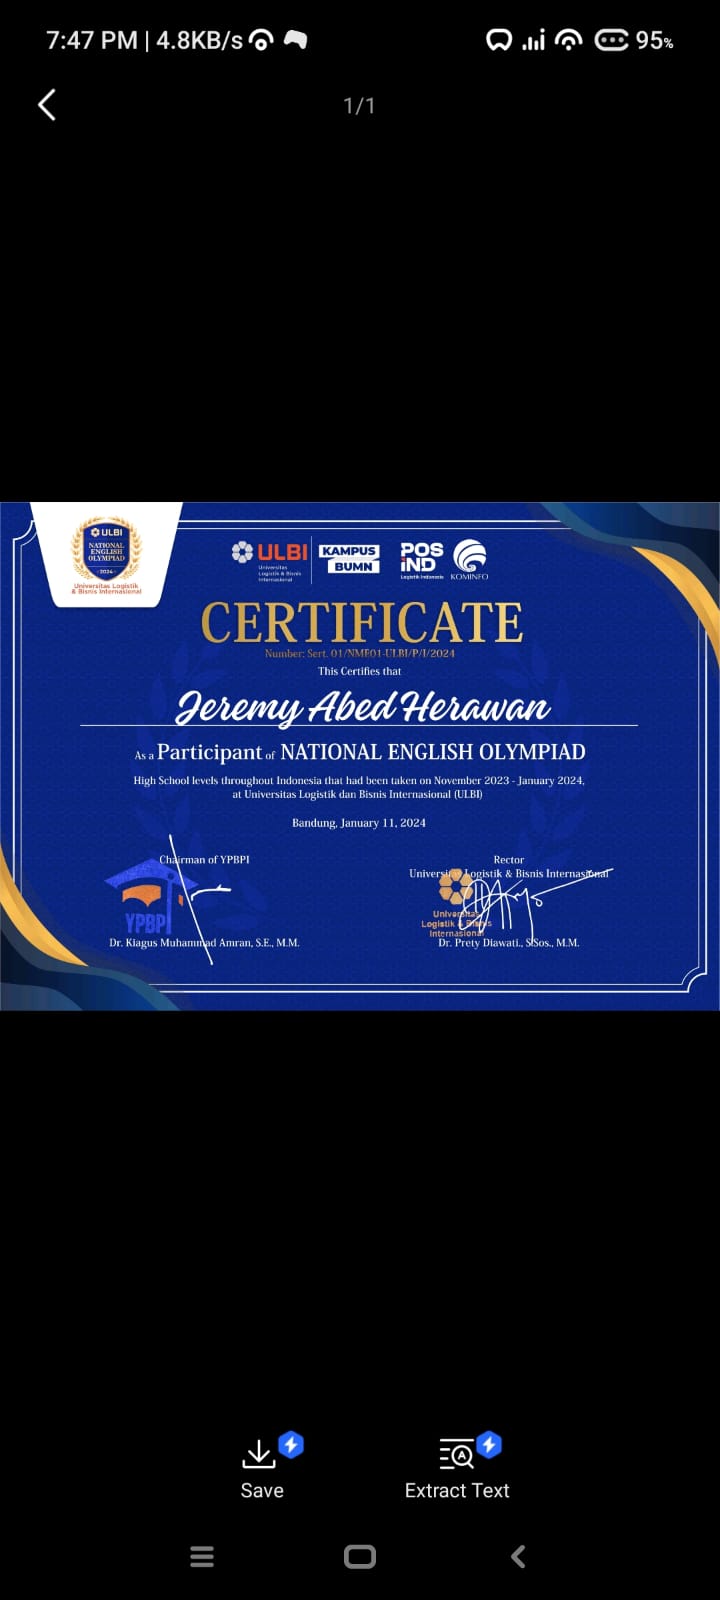 7:47 PM | 4.8KB/s
95%
1/1
ULBI
NATIONAL
ENGLISH
OLYMPIAD
2024
Universitas Logistik
& Bisnis Internasional
ULBI
Universitas
Logistik & Bisnis
Internasional
KAMPUS
BUMN
POS
IND
Logistik Indonesia
KOMINFO
CERTIFICATE
Number: Sert. 01/NME01-ULBI/P/I/2024
This Certifies that
Jeremy Abed Herawan
As a Participant of NATIONAL ENGLISH OLYMPIAD
High School levels throughout Indonesia that had been taken on November 2023 - January 2024,
at Universitas Logistik dan Bisnis Internasional (ULBI)
Bandung, January 11, 2024
Chairman of YPBPI
YPBPI
Dr. Kiagus Muhammad Amran, S.E., M.M.
Rector
Universitas Logistik & Bisnis Internasional
Universitas
Logistik & Bisnis
Internasional
Dr. Prety Diawati., S.Sos., M.M.
Save
Extract Text